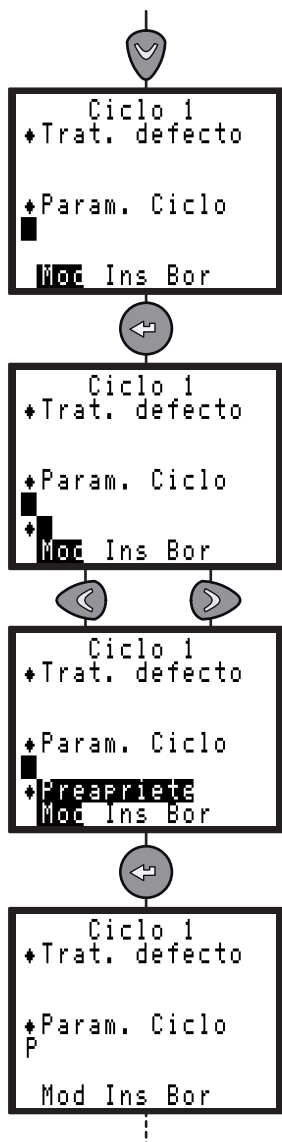 Ciclo 1
♦Trat. defecto
♦Param. Ciclo
Mod Ins Bor
Ciclo 1
♦Trat. defecto
♦Param. Ciclo
♦
Mod Ins Bor
Ciclo 1
♦Trat. defecto
♦Param. Ciclo
♦Preapriete
Mod Ins Bor
Ciclo 1
♦Trat. defecto
♦Param. Ciclo
P
Mod Ins Bor